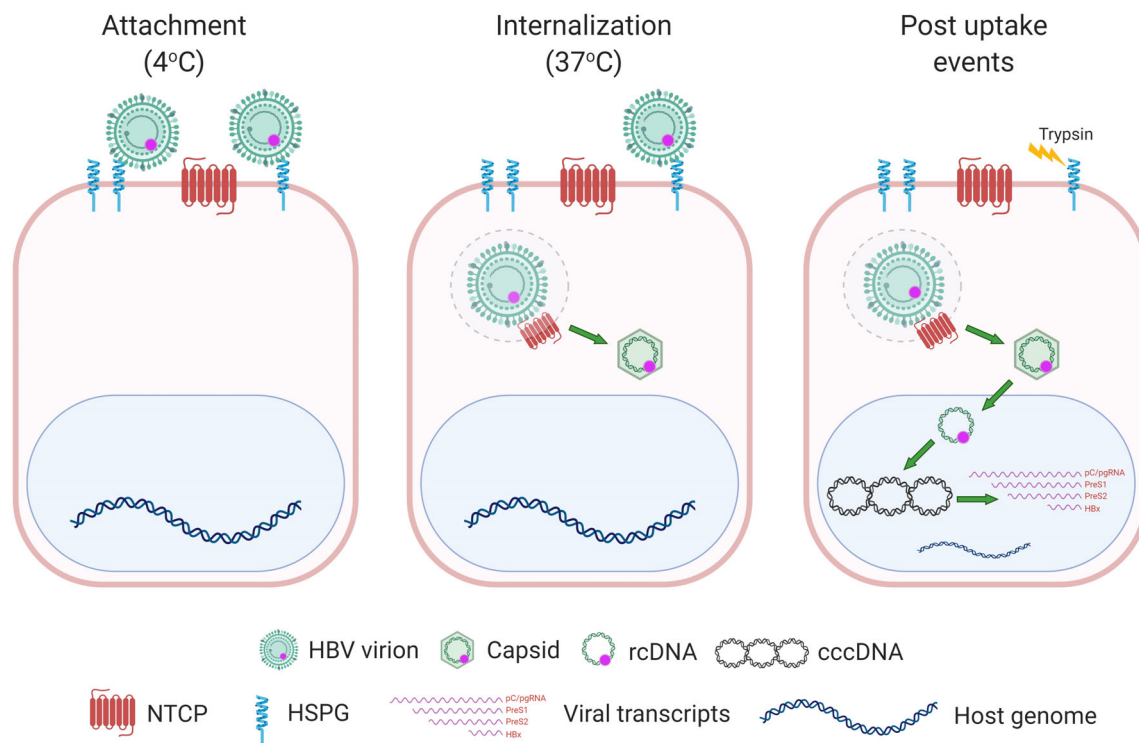 Attachment
(4°C)
Internalization
(37°C)
Post uptake
events
Trypsin
pC/pgRNA
PreS1
PreS2
HBx
HBV virion
Capsid
rcDNA
cccDNA
NTCP
HSPG
pC/pgRNA
PreS1
PreS2
HBx
Viral transcripts
Host genome